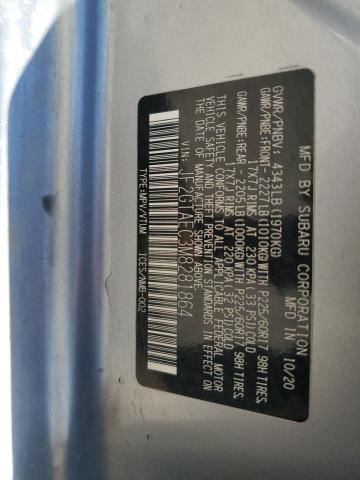 MFD BY SUBARU CORPORATION 10/20
GVWR/PNBV: 4343LB (1970KG)
GAWR/PNBE:FRONT- 2227LB(1010KG)WITH P225/60R17 98H TIRES,
17X7J RIMS AT 230 KPA(33 PSI)COLD
GAWR/PNBE:REAR - 2205LB(1000KG)WITH P225/60R17 98H TIRES,
17X7J RIMS AT 220 KPA(32 PSI)COLD
THIS VEHICLE CONFORMS TO ALL APPLICABLE FEDERAL MOTOR
VEHICLE SAFETY STANDARDS IN EFFECT ON THE DATE OF
MANUFACTURE SHOWN ABOVE.
VIN: JF2GTAEC3M8281864
TYPE:MPV/VTUM ICES/NMB-002